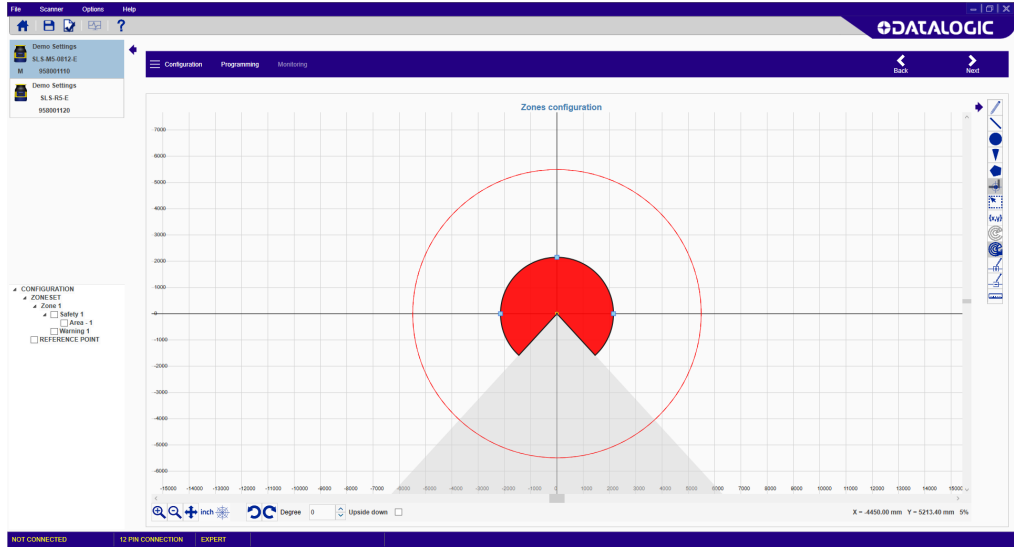 File Scanner Options Help
DATALOGIC
Demo Settings
SLS-M5-0812-E
M 958001110
Demo Settings
SLS-R5-E
958001120
Configuration Programming Monitoring
Back Next
Zones configuration
7000
6000
5000
4000
3000
2000
1000
0
-1000
-2000
-3000
-4000
-5000
-6000
-15000 -14000 -13000 -12000 -11000 -10000 -9000 -8000 -7000 -6000 -5000 -4000 -3000 -2000 -1000 0 1000 2000 3000 4000 5000 6000 7000 8000 9000 10000 11000 12000 13000 14000 15000
{x,y}
CONFIGURATION
ZONESET
Zone 1
Safety 1
Area - 1
Warning 1
REFERENCE POINT
inch Degree 0 Upside down
X = -4450.00 mm Y = 5213.40 mm 5%
NOT CONNECTED 12 PIN CONNECTION EXPERT